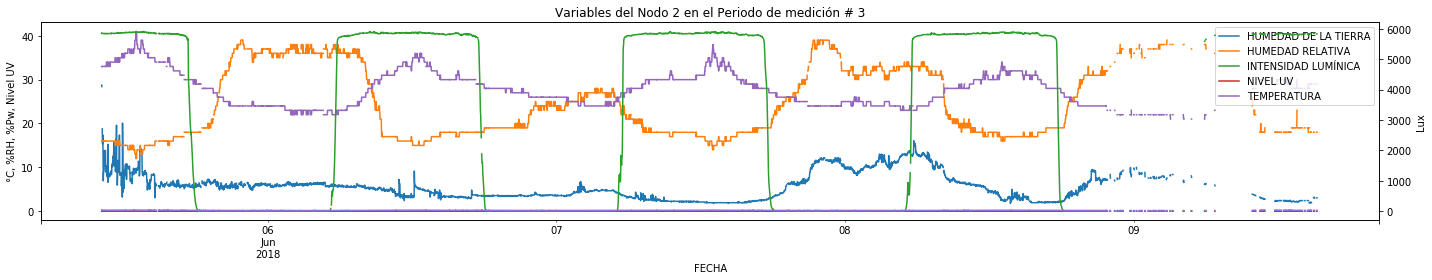 Variables del Nodo 2 en el Periodo de medición # 3
°C, %RH, %Pw, Nivel UV
40
30
20
10
0
6000
5000
4000
3000
2000
1000
0
Lux
HUMEDAD DE LA TIERRA
HUMEDAD RELATIVA
INTENSIDAD LUMÍNICA
NIVEL UV
TEMPERATURA
06
07
08
09
Jun
2018
FECHA